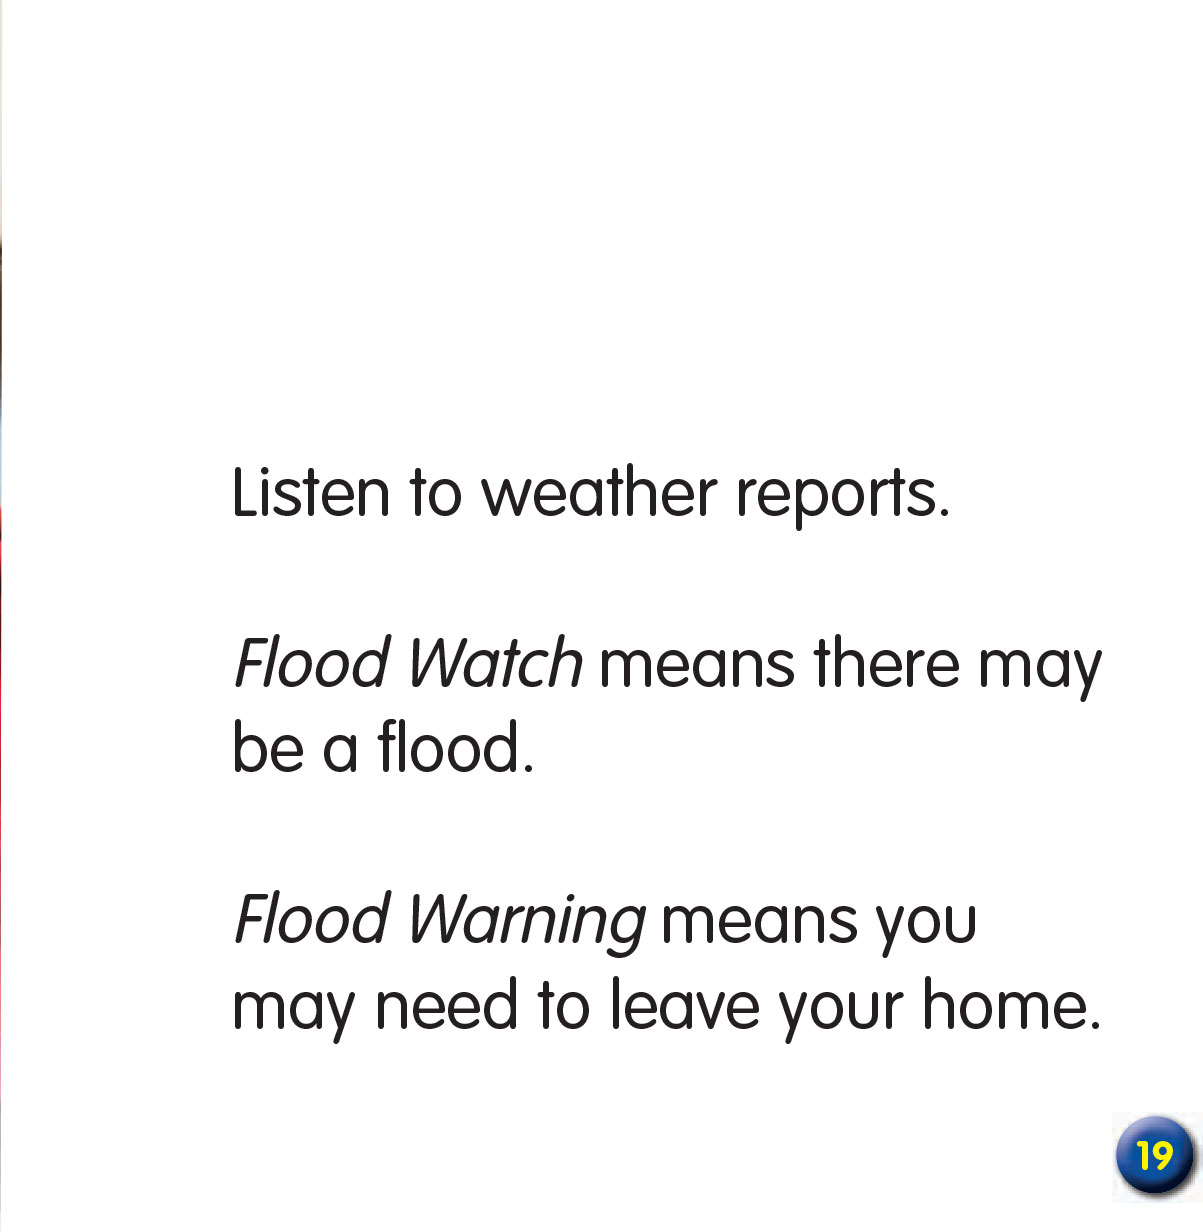 Listen to weather reports.
Flood Watch means there may
be a flood.
Flood Warning means you
may need to leave your home.
19